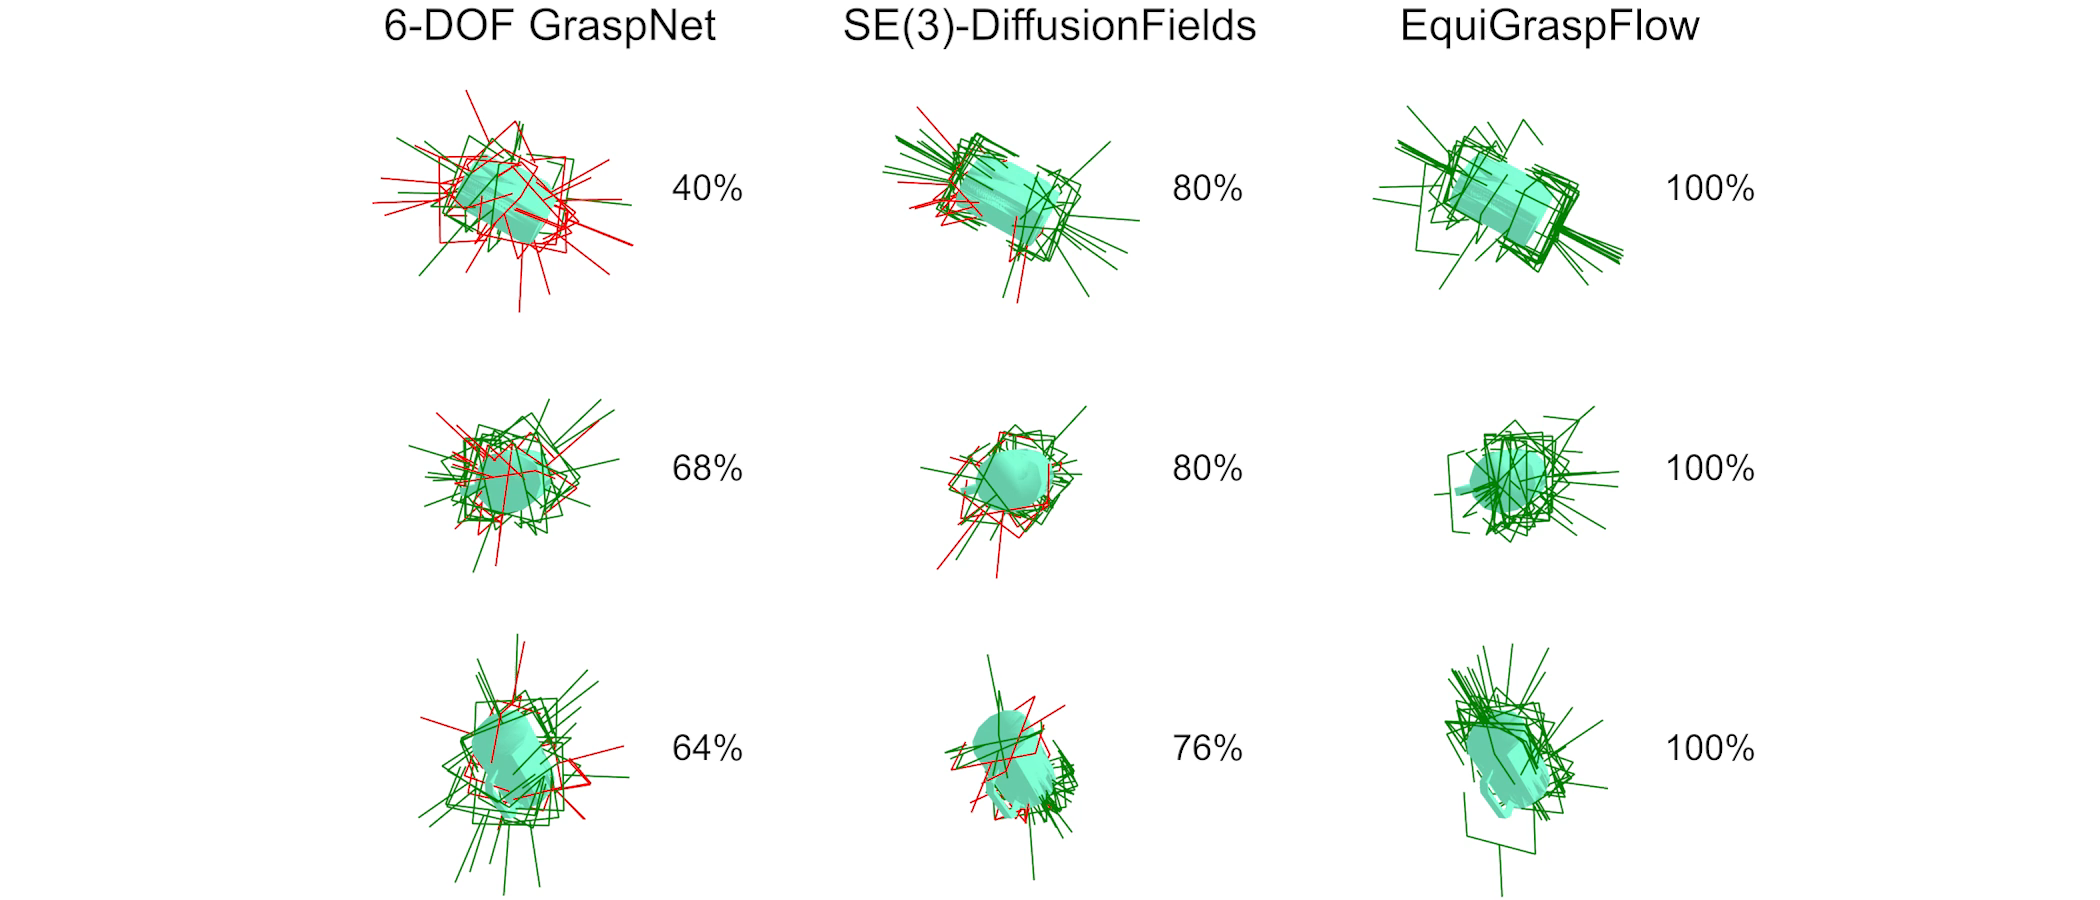 6-DOF GraspNet SE(3)-DiffusionFields EquiGraspFlow
40% 80% 100%
68% 80% 100%
64% 76% 100%